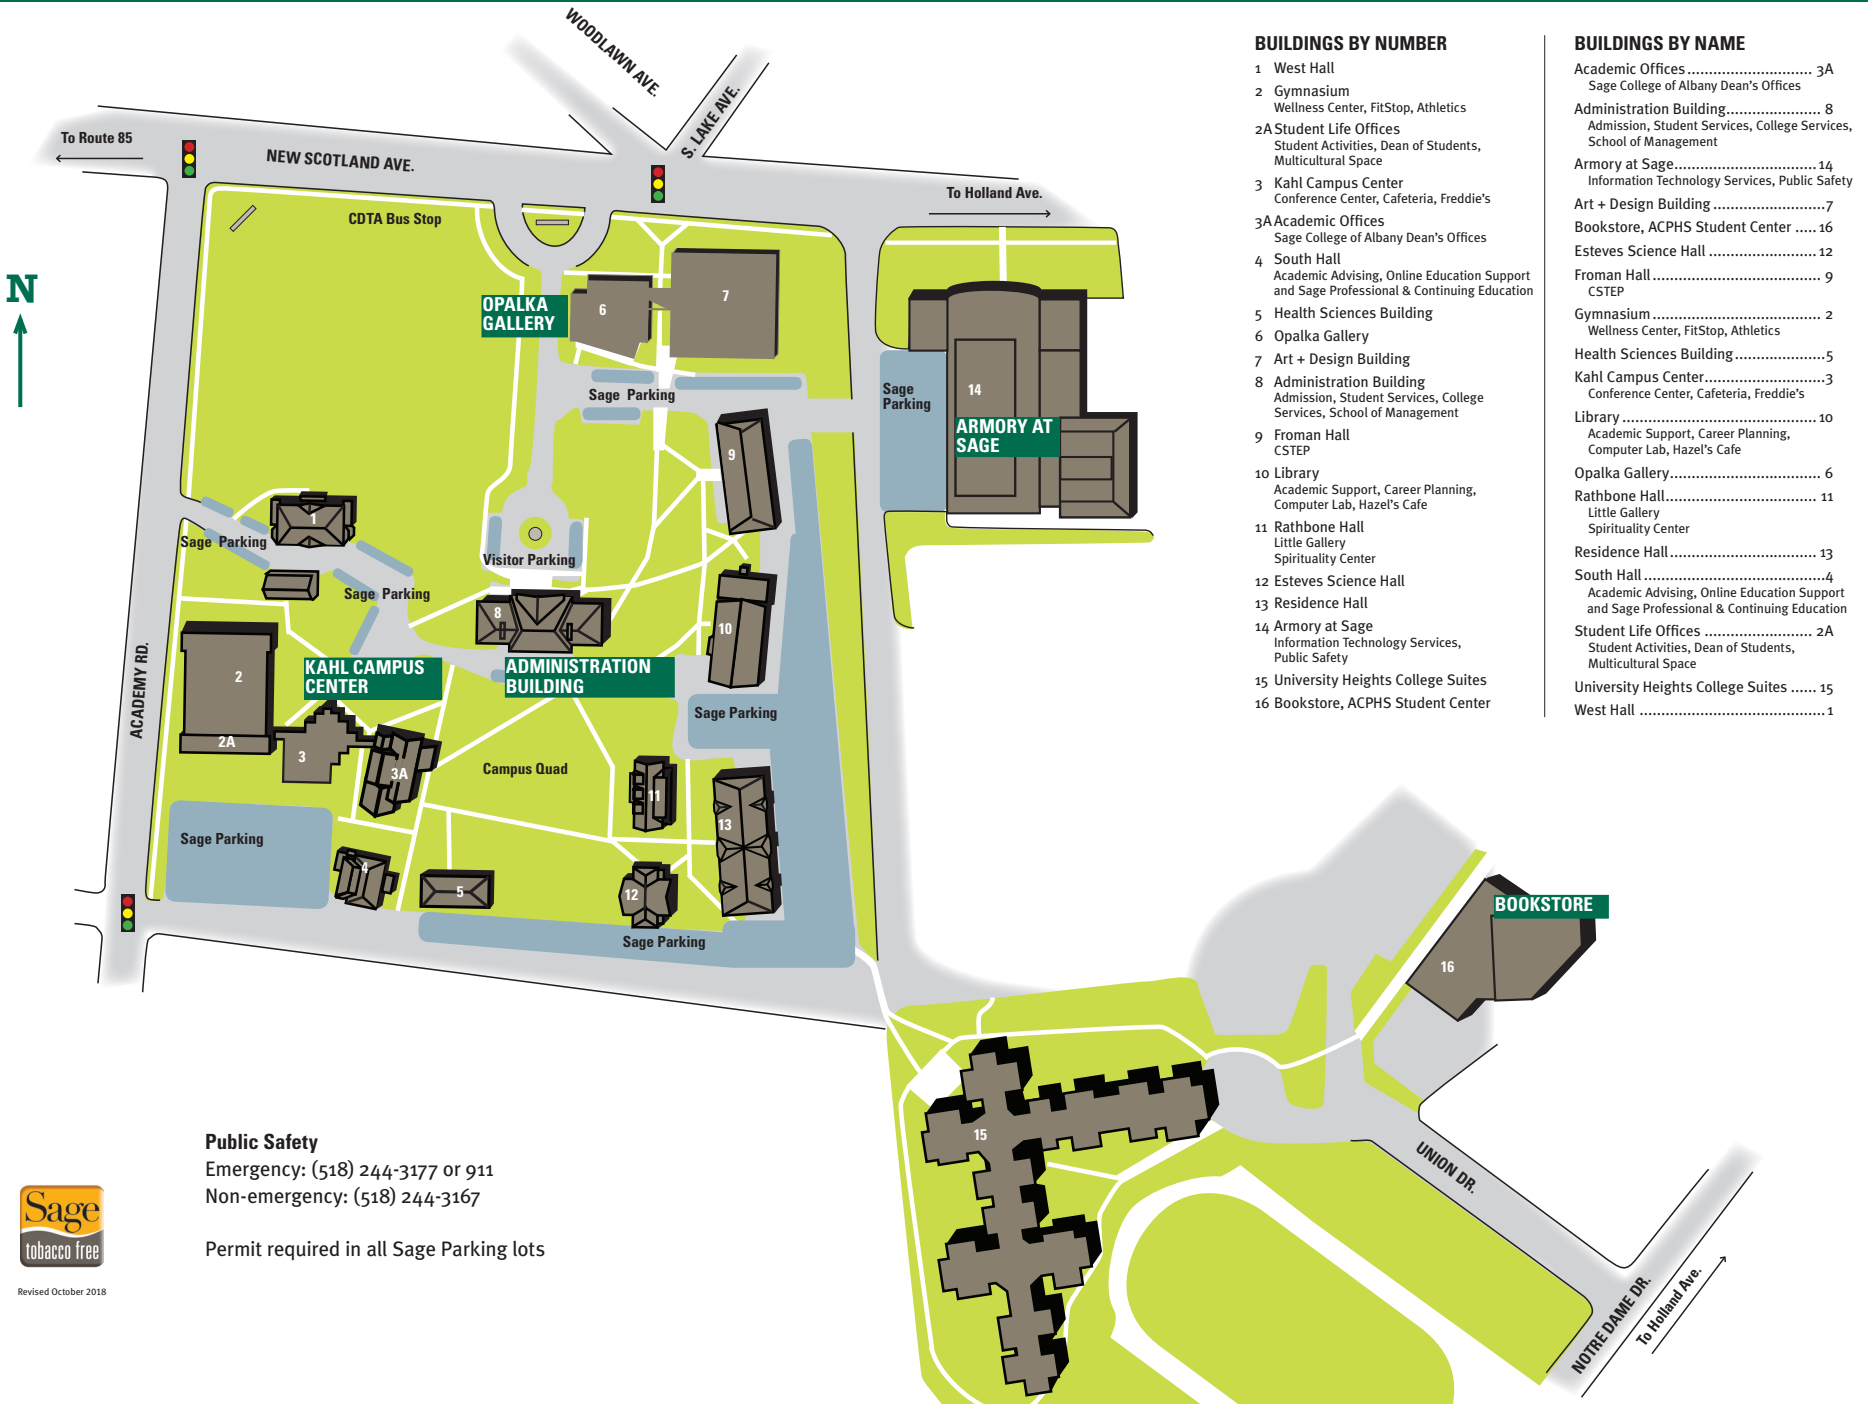 WOODLAWN AVE.
S. LAKE AVE.
To Route 85
NEW SCOTLAND AVE.
To Holland Ave.
CDTA Bus Stop
N
OPALKA
GALLERY
6
7
Sage Parking
Sage
Parking
14
ARMORY AT
SAGE
9
1
Sage Parking
Visitor Parking
Sage Parking
8
10
ACADEMY RD.
2
KAHL CAMPUS
CENTER
ADMINISTRATION
BUILDING
Sage Parking
2A
3
3A
Campus Quad
11
13
Sage Parking
4
5
12
Sage Parking
BOOKSTORE
16
15
UNION DR.
NOTRE DAME DR.
To Holland Ave.
Public Safety
Emergency: (518) 244-3177 or 911
Non-emergency: (518) 244-3167
Permit required in all Sage Parking lots
Sage
tobacco free
Revised October 2018
BUILDINGS BY NUMBER
1 West Hall
2 Gymnasium
Wellness Center, FitStop, Athletics
2A Student Life Offices
Student Activities, Dean of Students,
Multicultural Space
3 Kahl Campus Center
Conference Center, Cafeteria, Freddie's
3A Academic Offices
Sage College of Albany Dean's Offices
4 South Hall
Academic Advising, Online Education Support
and Sage Professional & Continuing Education
5 Health Sciences Building
6 Opalka Gallery
7 Art + Design Building
8 Administration Building
Admission, Student Services, College
Services, School of Management
9 Froman Hall
CSTEP
10 Library
Academic Support, Career Planning,
Computer Lab, Hazel's Cafe
11 Rathbone Hall
Little Gallery
Spirituality Center
12 Esteves Science Hall
13 Residence Hall
14 Armory at Sage
Information Technology Services,
Public Safety
15 University Heights College Suites
16 Bookstore, ACPHS Student Center
BUILDINGS BY NAME
Academic Offices ............................. 3A
Sage College of Albany Dean's Offices
Administration Building...................... 8
Admission, Student Services, College Services,
School of Management
Armory at Sage................................. 14
Information Technology Services, Public Safety
Art + Design Building ..........................7
Bookstore, ACPHS Student Center ..... 16
Esteves Science Hall ......................... 12
Froman Hall ....................................... 9
CSTEP
Gymnasium ....................................... 2
Wellness Center, FitStop, Athletics
Health Sciences Building.....................5
Kahl Campus Center............................3
Conference Center, Cafeteria, Freddie's
Library ............................................. 10
Academic Support, Career Planning,
Computer Lab, Hazel's Cafe
Opalka Gallery................................... 6
Rathbone Hall................................... 11
Little Gallery
Spirituality Center
Residence Hall.................................. 13
South Hall ..........................................4
Academic Advising, Online Education Support
and Sage Professional & Continuing Education
Student Life Offices ......................... 2A
Student Activities, Dean of Students,
Multicultural Space
University Heights College Suites ...... 15
West Hall ...........................................1